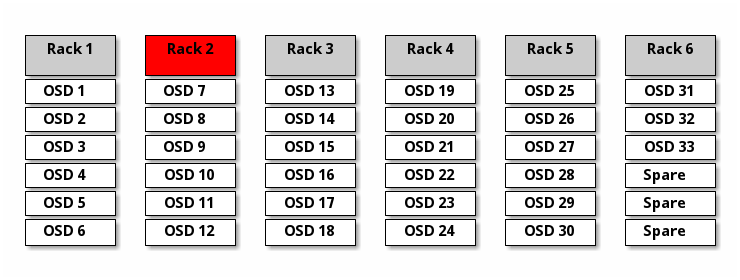 Rack 1 Rack 2 Rack 3 Rack 4 Rack 5 Rack 6
OSD 1 OSD 7 OSD 13 OSD 19 OSD 25 OSD 31
OSD 2 OSD 8 OSD 14 OSD 20 OSD 26 OSD 32
OSD 3 OSD 9 OSD 15 OSD 21 OSD 27 OSD 33
OSD 4 OSD 10 OSD 16 OSD 22 OSD 28 Spare
OSD 5 OSD 11 OSD 17 OSD 23 OSD 29 Spare
OSD 6 OSD 12 OSD 18 OSD 24 OSD 30 Spare